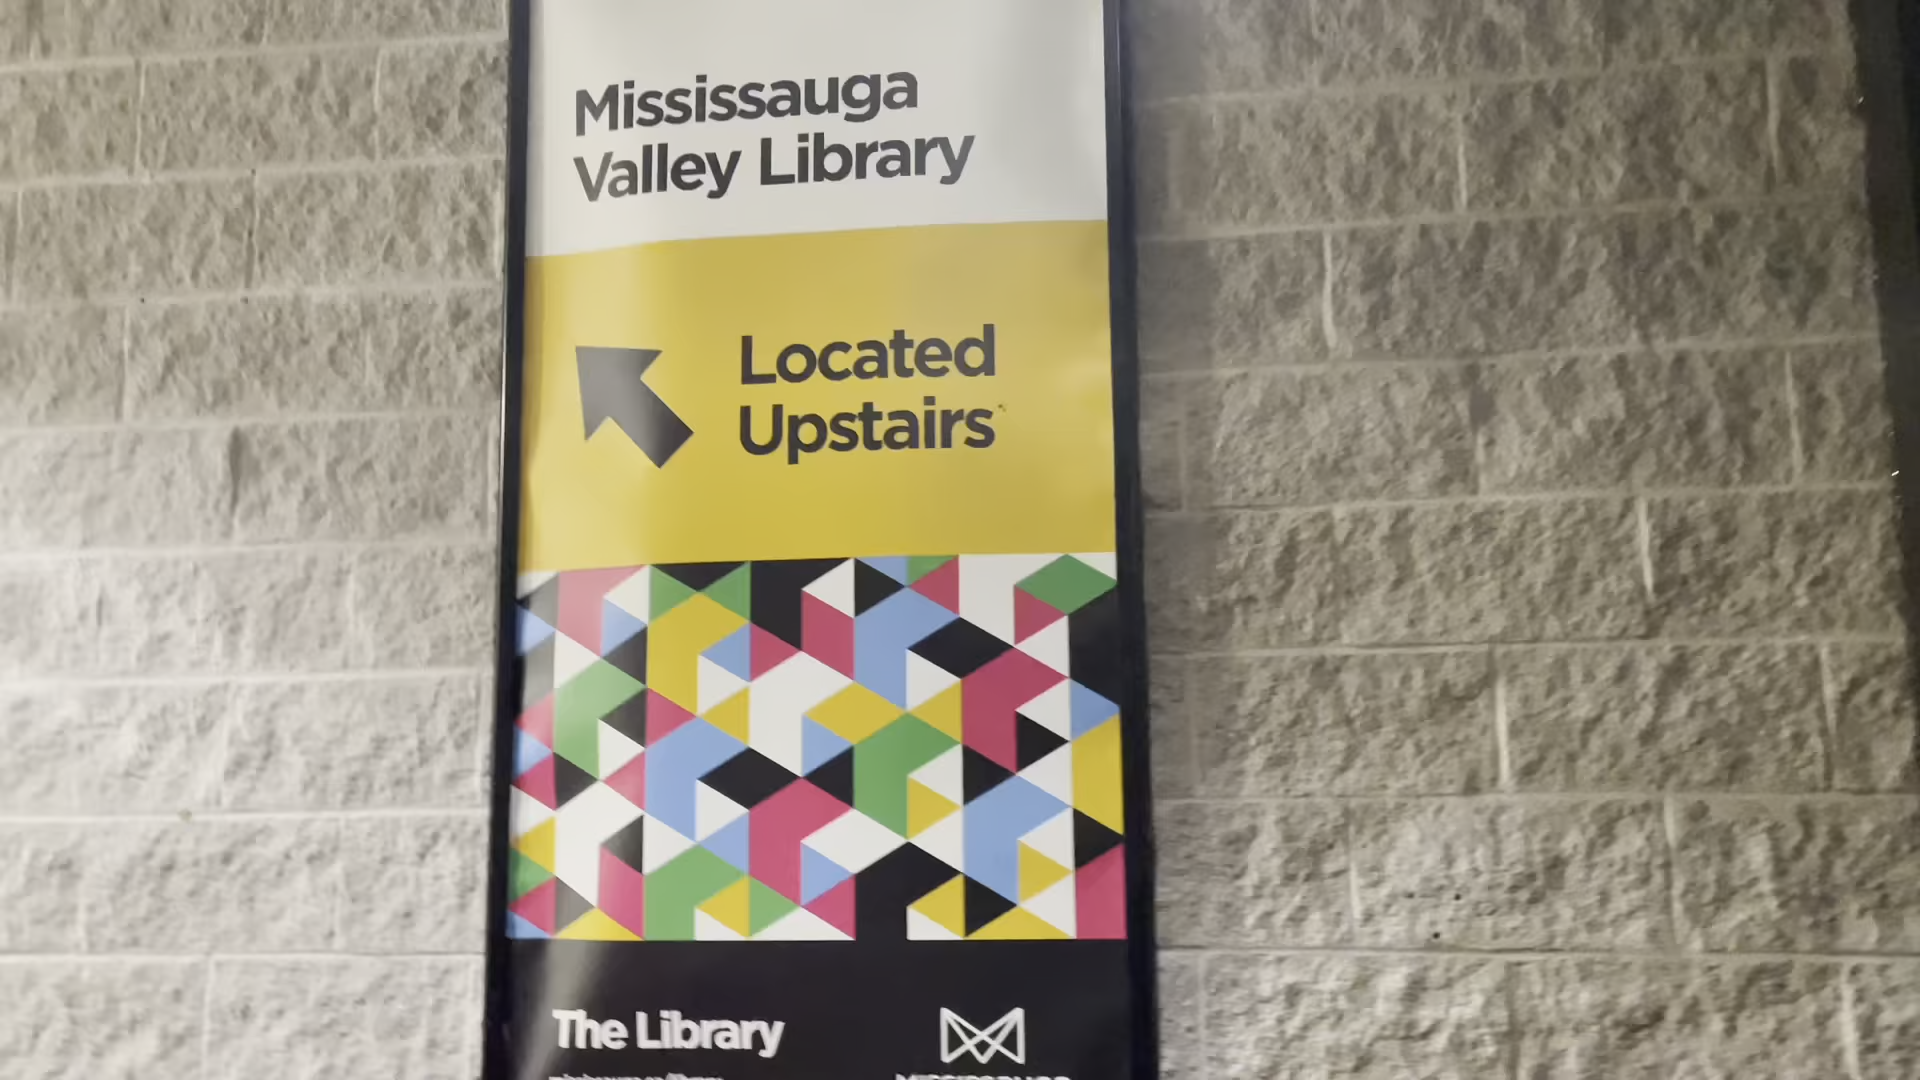 Mississauga
Valley Library
Located
Upstairs
The Library